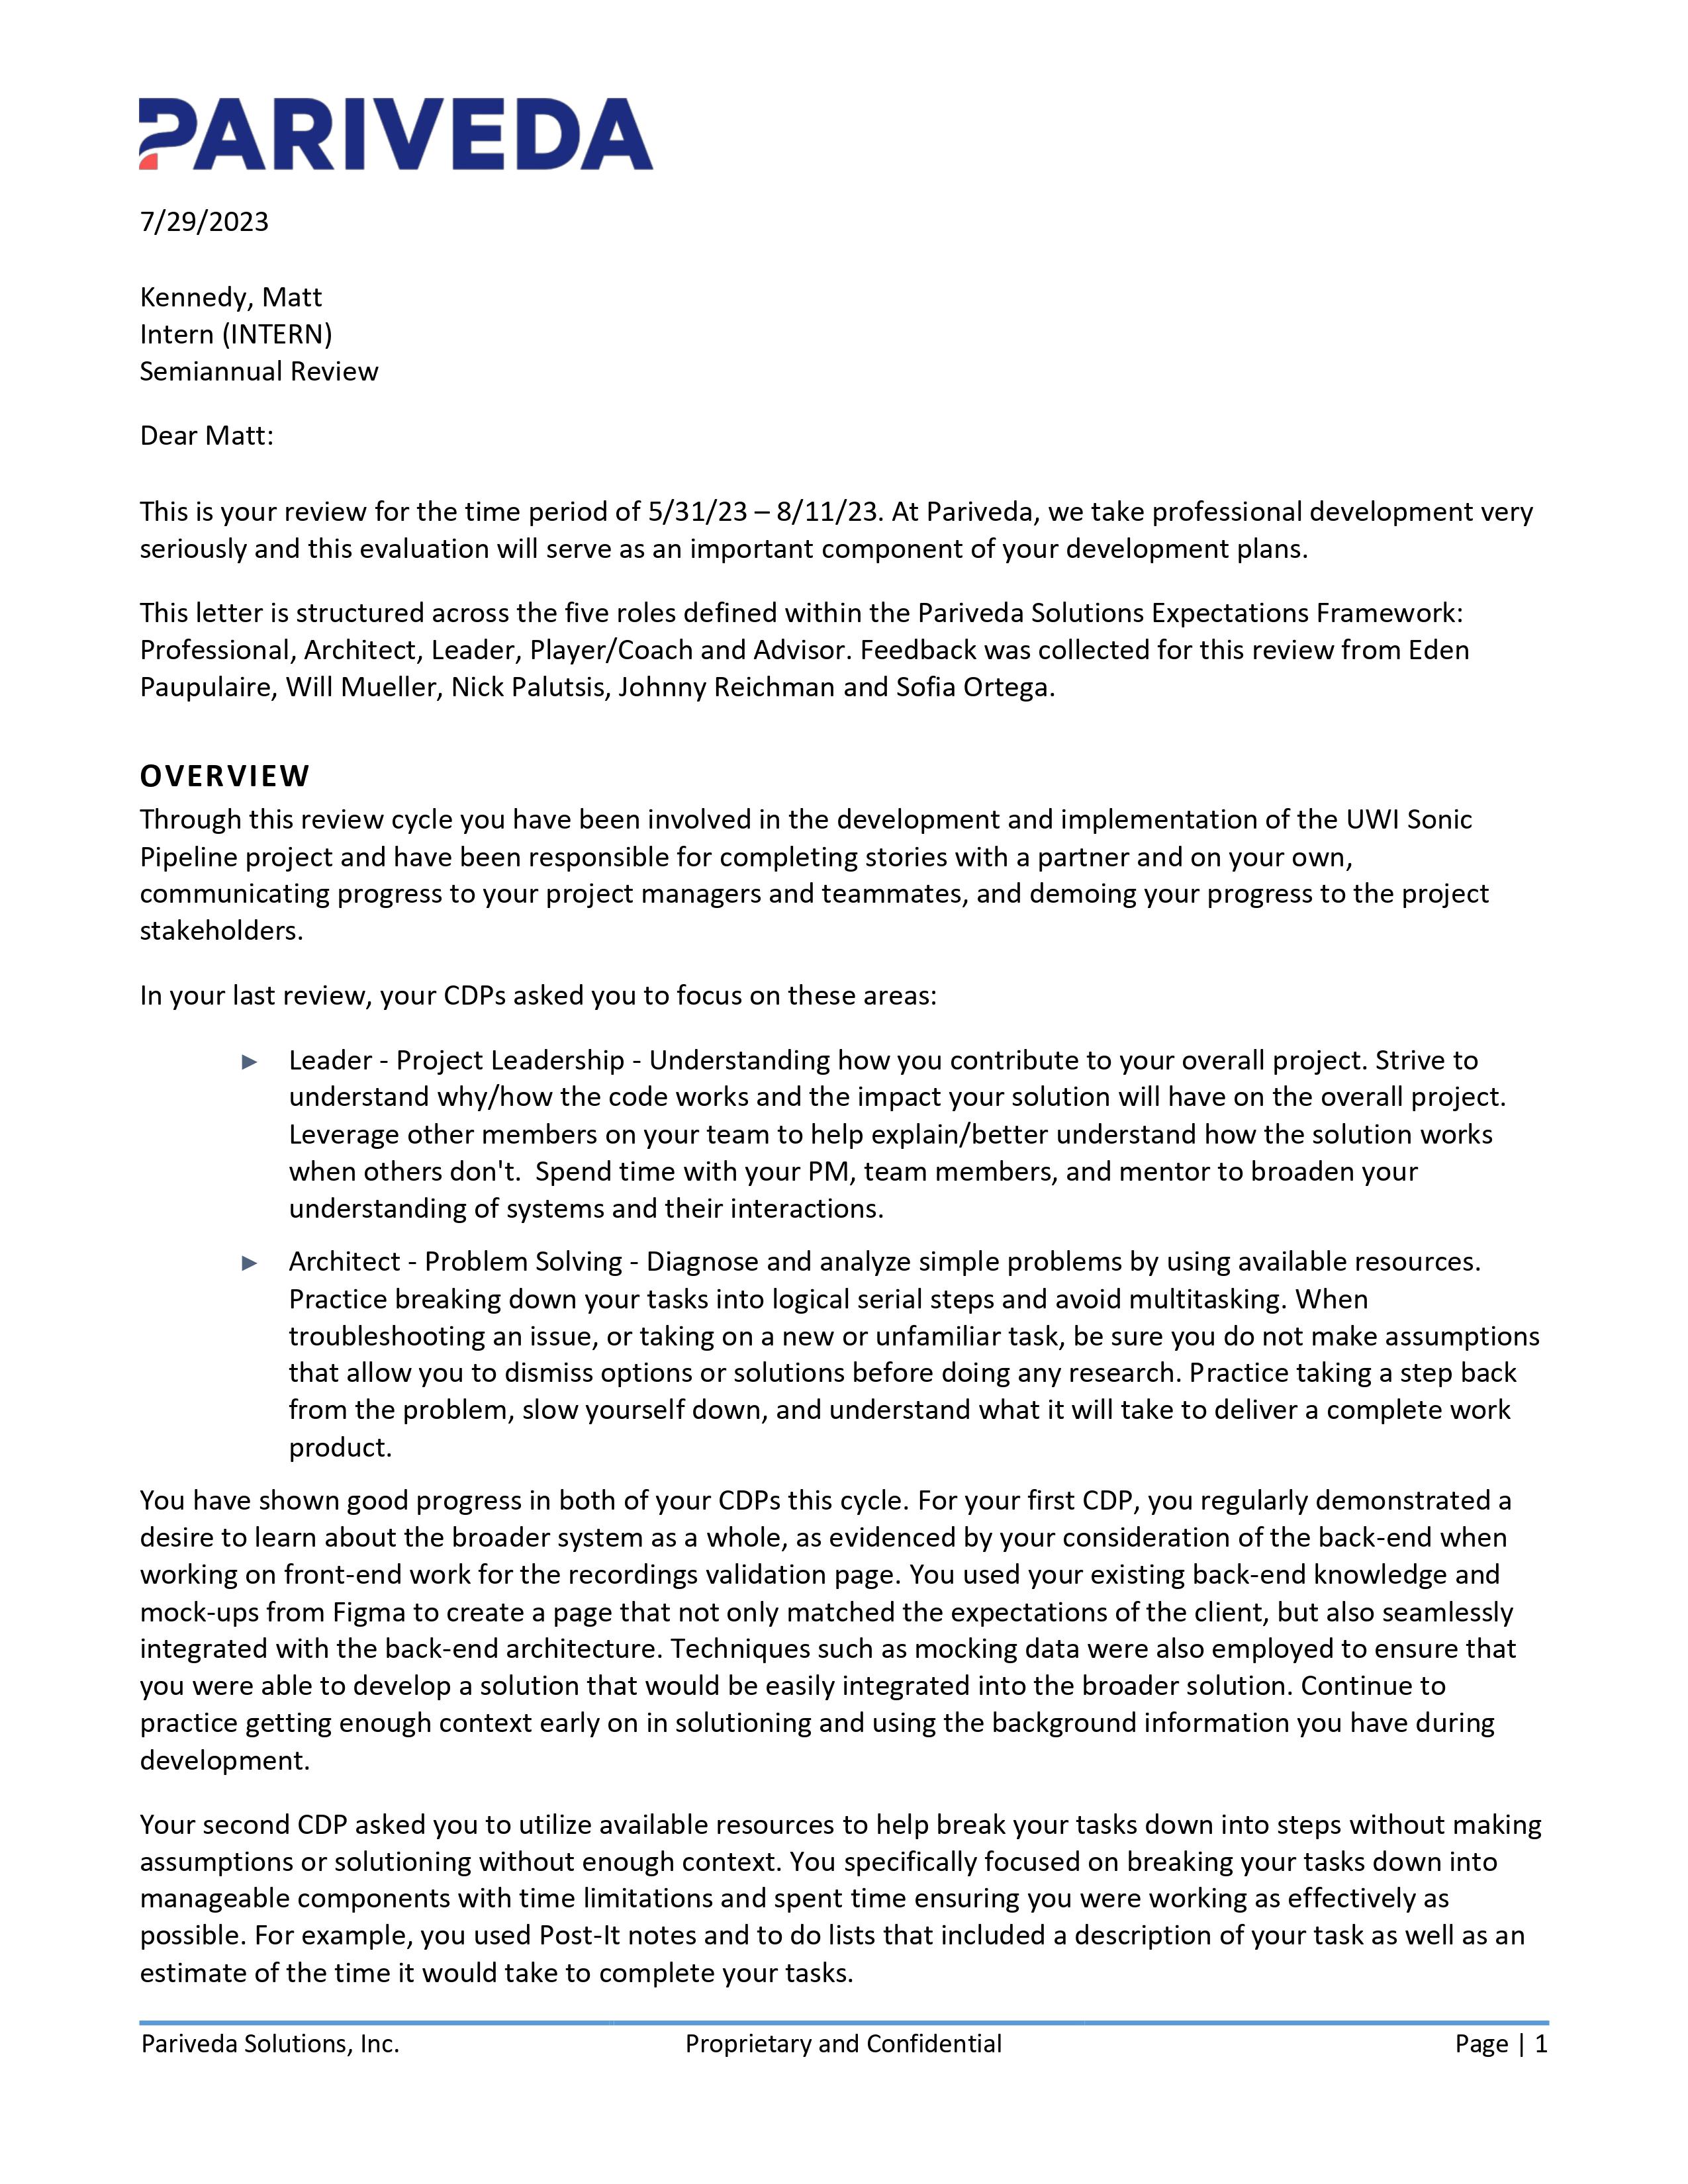 PARIVEDA
7/29/2023
Kennedy, Matt
Intern (INTERN)
Semiannual Review
Dear Matt:
This is your review for the time period of 5/31/23 – 8/11/23. At Pariveda, we take professional development very
seriously and this evaluation will serve as an important component of your development plans.
This letter is structured across the five roles defined within the Pariveda Solutions Expectations Framework:
Professional, Architect, Leader, Player/Coach and Advisor. Feedback was collected for this review from Eden
Paupulaire, Will Mueller, Nick Palutsis, Johnny Reichman and Sofia Ortega.
OVERVIEW
Through this review cycle you have been involved in the development and implementation of the UWI Sonic
Pipeline project and have been responsible for completing stories with a partner and on your own,
communicating progress to your project managers and teammates, and demoing your progress to the project
stakeholders.
In your last review, your CDPs asked you to focus on these areas:
► Leader - Project Leadership - Understanding how you contribute to your overall project. Strive to
understand why/how the code works and the impact your solution will have on the overall project.
Leverage other members on your team to help explain/better understand how the solution works
when others don't.  Spend time with your PM, team members, and mentor to broaden your
understanding of systems and their interactions.
► Architect - Problem Solving - Diagnose and analyze simple problems by using available resources.
Practice breaking down your tasks into logical serial steps and avoid multitasking. When
troubleshooting an issue, or taking on a new or unfamiliar task, be sure you do not make assumptions
that allow you to dismiss options or solutions before doing any research. Practice taking a step back
from the problem, slow yourself down, and understand what it will take to deliver a complete work
product.
You have shown good progress in both of your CDPs this cycle. For your first CDP, you regularly demonstrated a
desire to learn about the broader system as a whole, as evidenced by your consideration of the back-end when
working on front-end work for the recordings validation page. You used your existing back-end knowledge and
mock-ups from Figma to create a page that not only matched the expectations of the client, but also seamlessly
integrated with the back-end architecture. Techniques such as mocking data were also employed to ensure that
you were able to develop a solution that would be easily integrated into the broader solution. Continue to
practice getting enough context early on in solutioning and using the background information you have during
development.
Your second CDP asked you to utilize available resources to help break your tasks down into steps without making
assumptions or solutioning without enough context. You specifically focused on breaking your tasks down into
manageable components with time limitations and spent time ensuring you were working as effectively as
possible. For example, you used Post-It notes and to do lists that included a description of your task as well as an
estimate of the time it would take to complete your tasks.
Pariveda Solutions, Inc. Proprietary and Confidential Page | 1